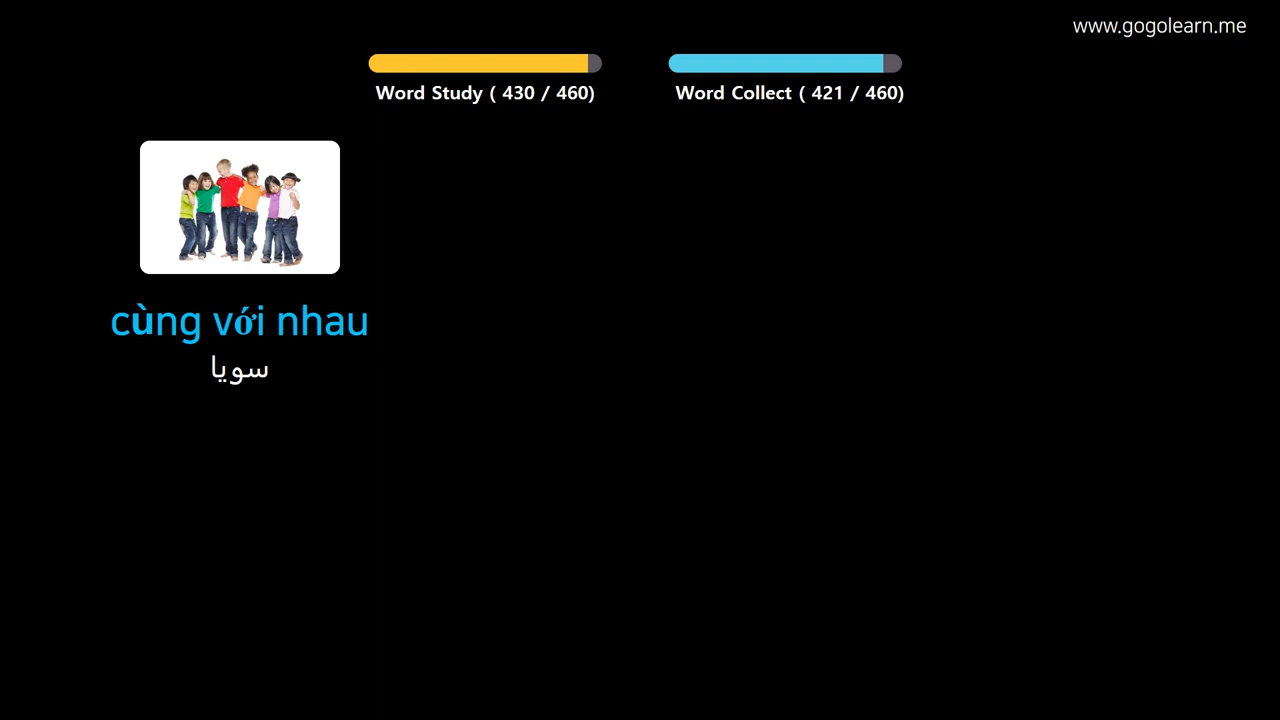 www.gogolearn.me
Word Study ( 430 / 460)
Word Collect ( 421 / 460)
cùng với nhau
سويا